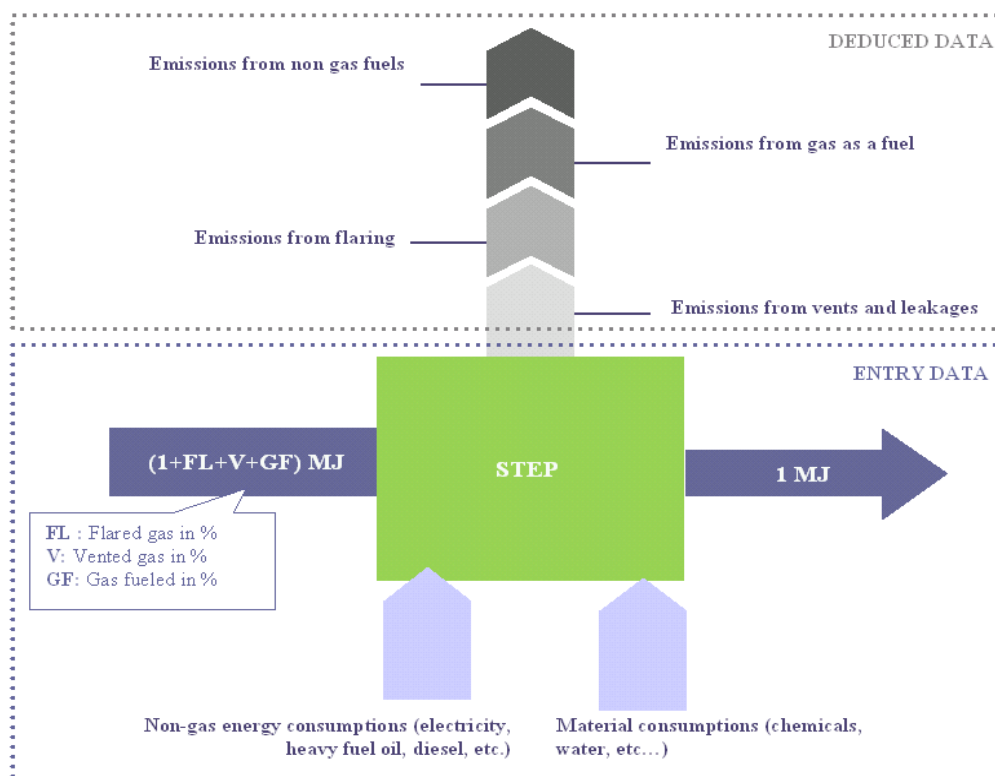 DEDUCED DATA
Emissions from non gas fuels
Emissions from gas as a fuel
Emissions from flaring
Emissions from vents and leakages
ENTRY DATA
(1+FL+V+GF) MJ
STEP
1 MJ
FL : Flared gas in %
V: Vented gas in %
GF: Gas fueled in %
Non-gas energy consumptions (electricity,
heavy fuel oil, diesel, etc.)
Material consumptions (chemicals,
water, etc…)